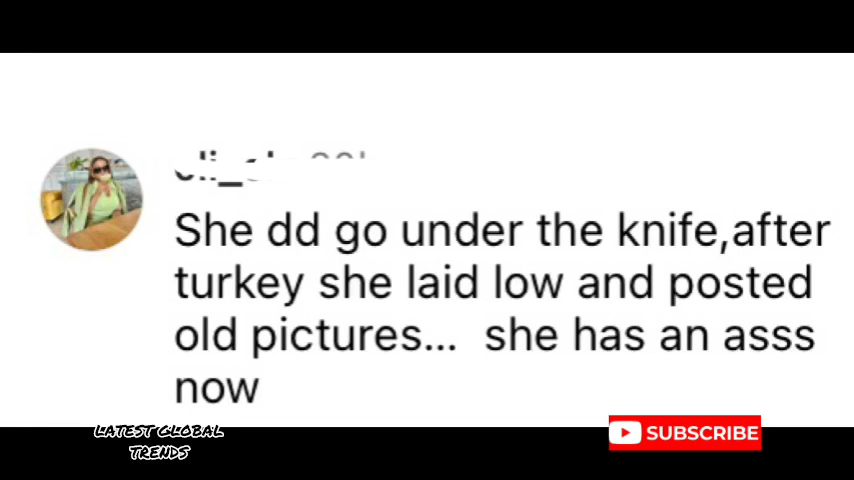 She dd go under the knife,after
turkey she laid low and posted
old pictures... she has an asss
now
LATEST GLOBAL
TRENDS
SUBSCRIBE